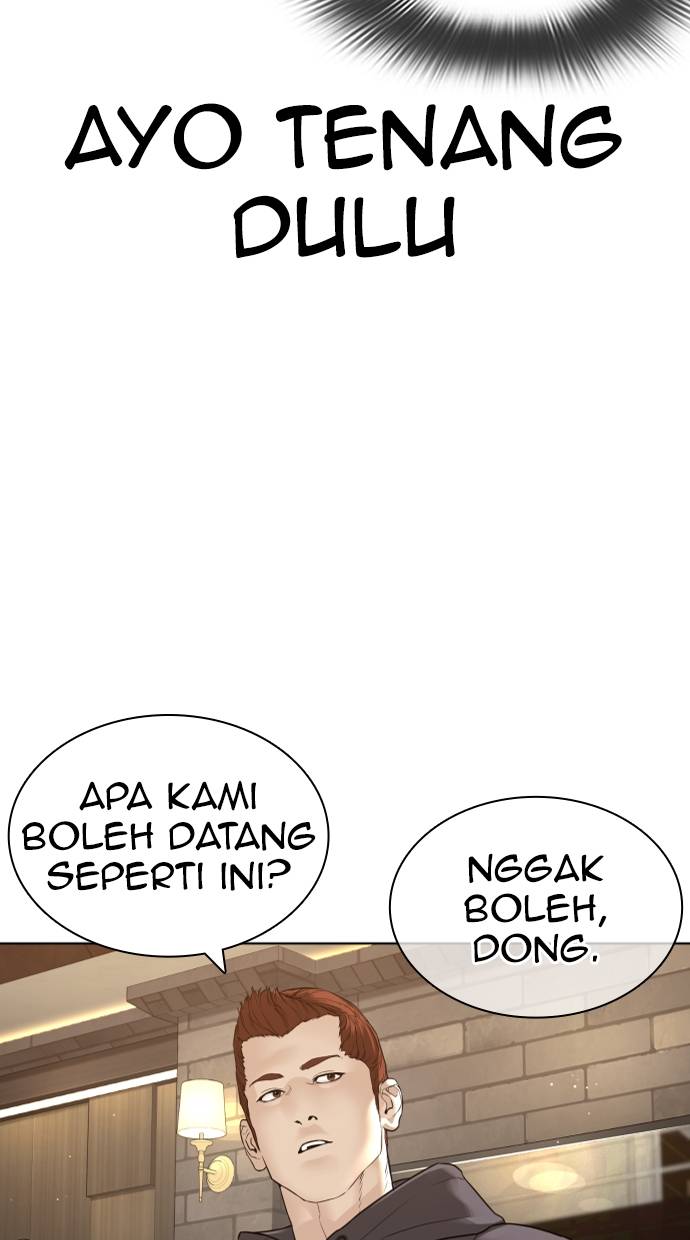 AYO TENANG
DULU
APA KAMI
BOLEH DATANG
SEPERTI INI?
NGGAK
BOLEH,
DONG.